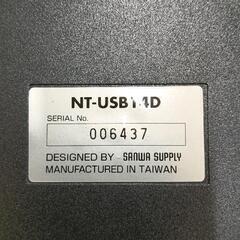 NT-USB14D
SERIAL No.
006437
DESIGNED BY SANWA SUPPLY
MANUFACTURED IN TAIWAN